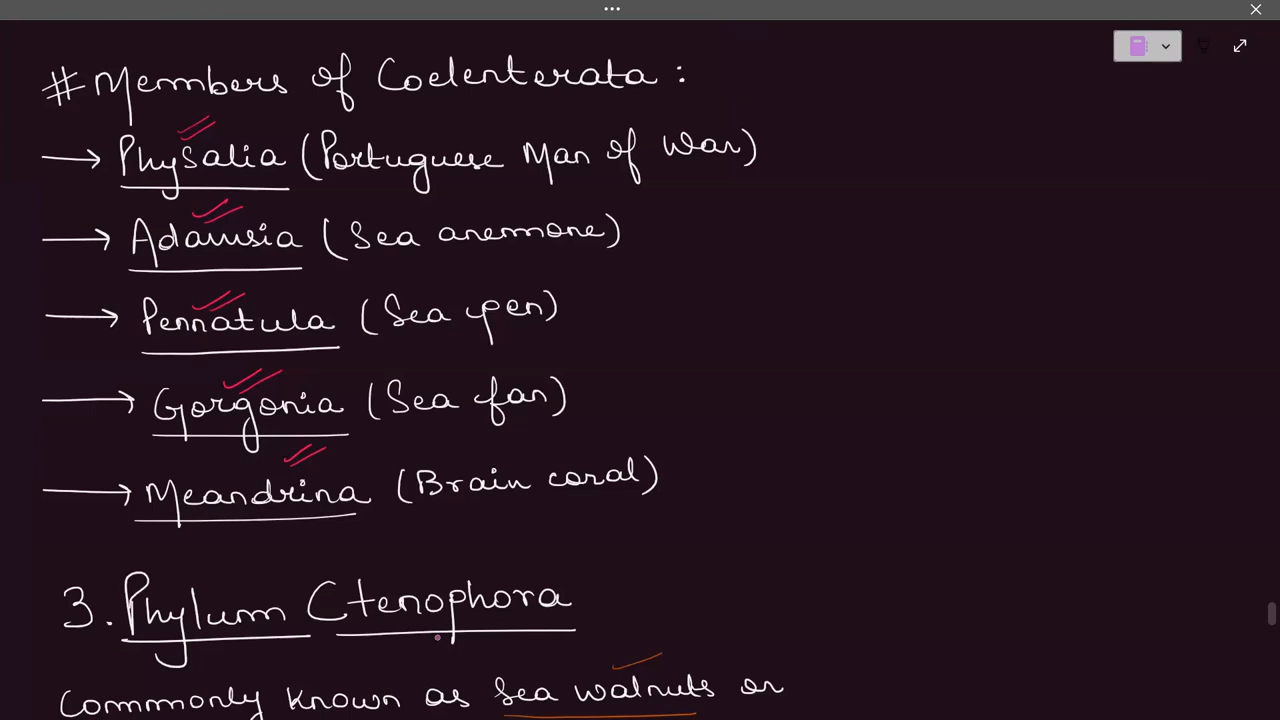 # Members of Coelenterata :
→ Physalia (Portuguese Man of War)
→ Adamsia (Sea anemone)
→ Pennatula (Sea pen)
→ Gorgonia (Sea fan)
→ Meandrina (Brain coral)
3. Phylum Ctenophora
Commonly known as Sea walnuts or